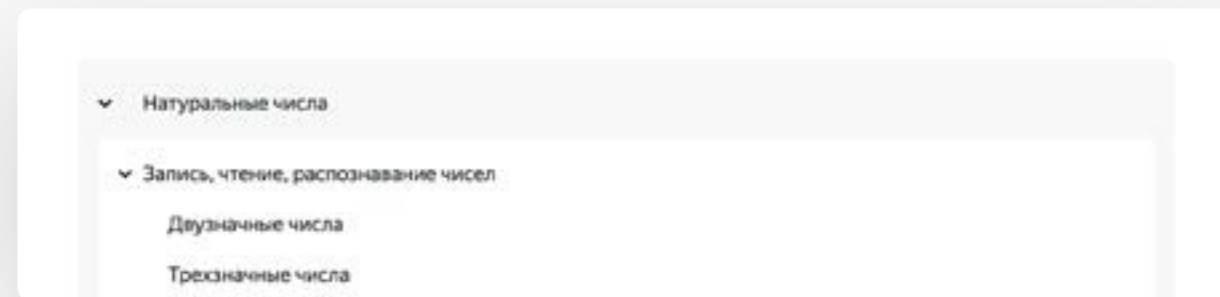 Натуральные числа
Запись, чтение, распознавание чисел
Двузначные числа
Трехзначные числа